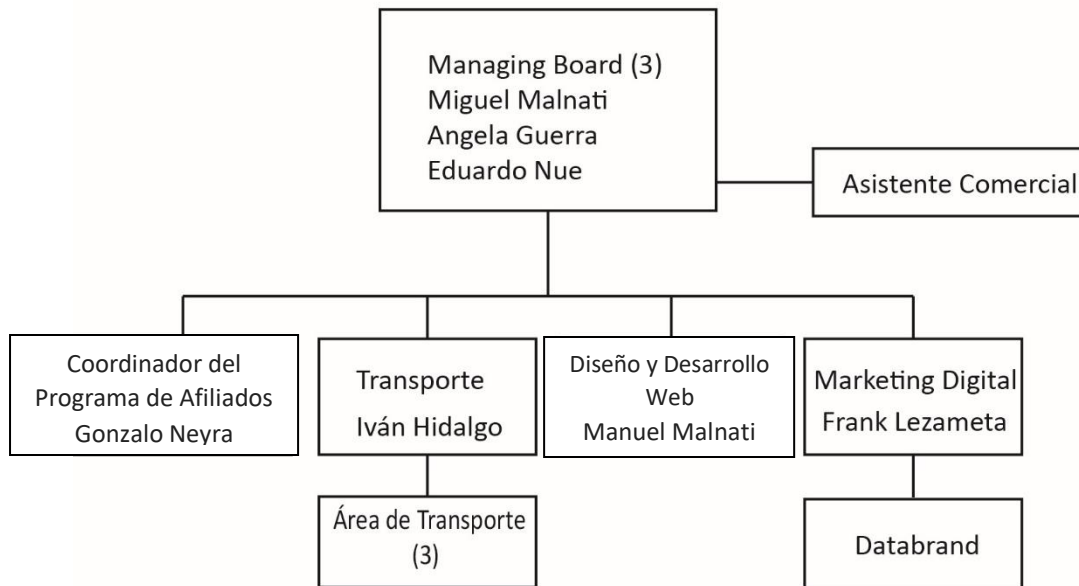 Managing Board (3)
Miguel Malnati
Angela Guerra
Eduardo Nue
Asistente Comercial
Coordinador del
Programa de Afiliados
Gonzalo Neyra
Transporte
Iván Hidalgo
Diseño y Desarrollo
Web
Manuel Malnati
Marketing Digital
Frank Lezameta
Área de Transporte
(3)
Databrand